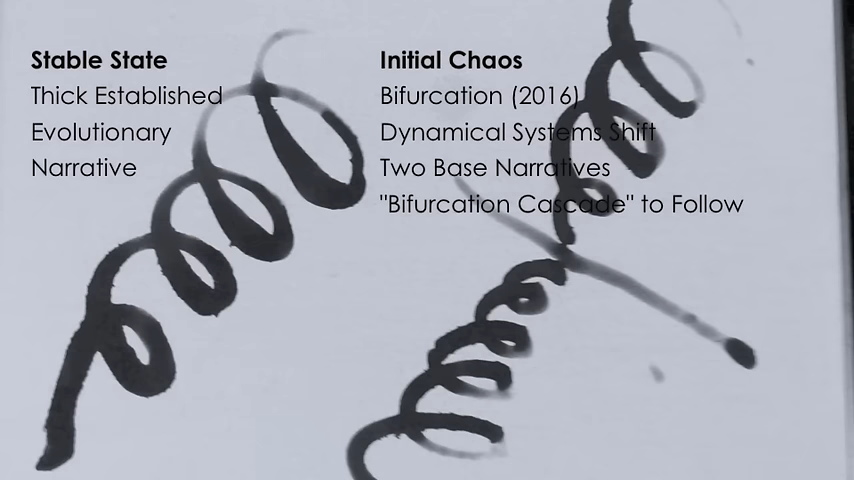 Stable State
Thick Established
Evolutionary
Narrative
Initial Chaos
Bifurcation (2016)
Dynamical Systems Shift
Two Base Narratives
"Bifurcation Cascade" to Follow